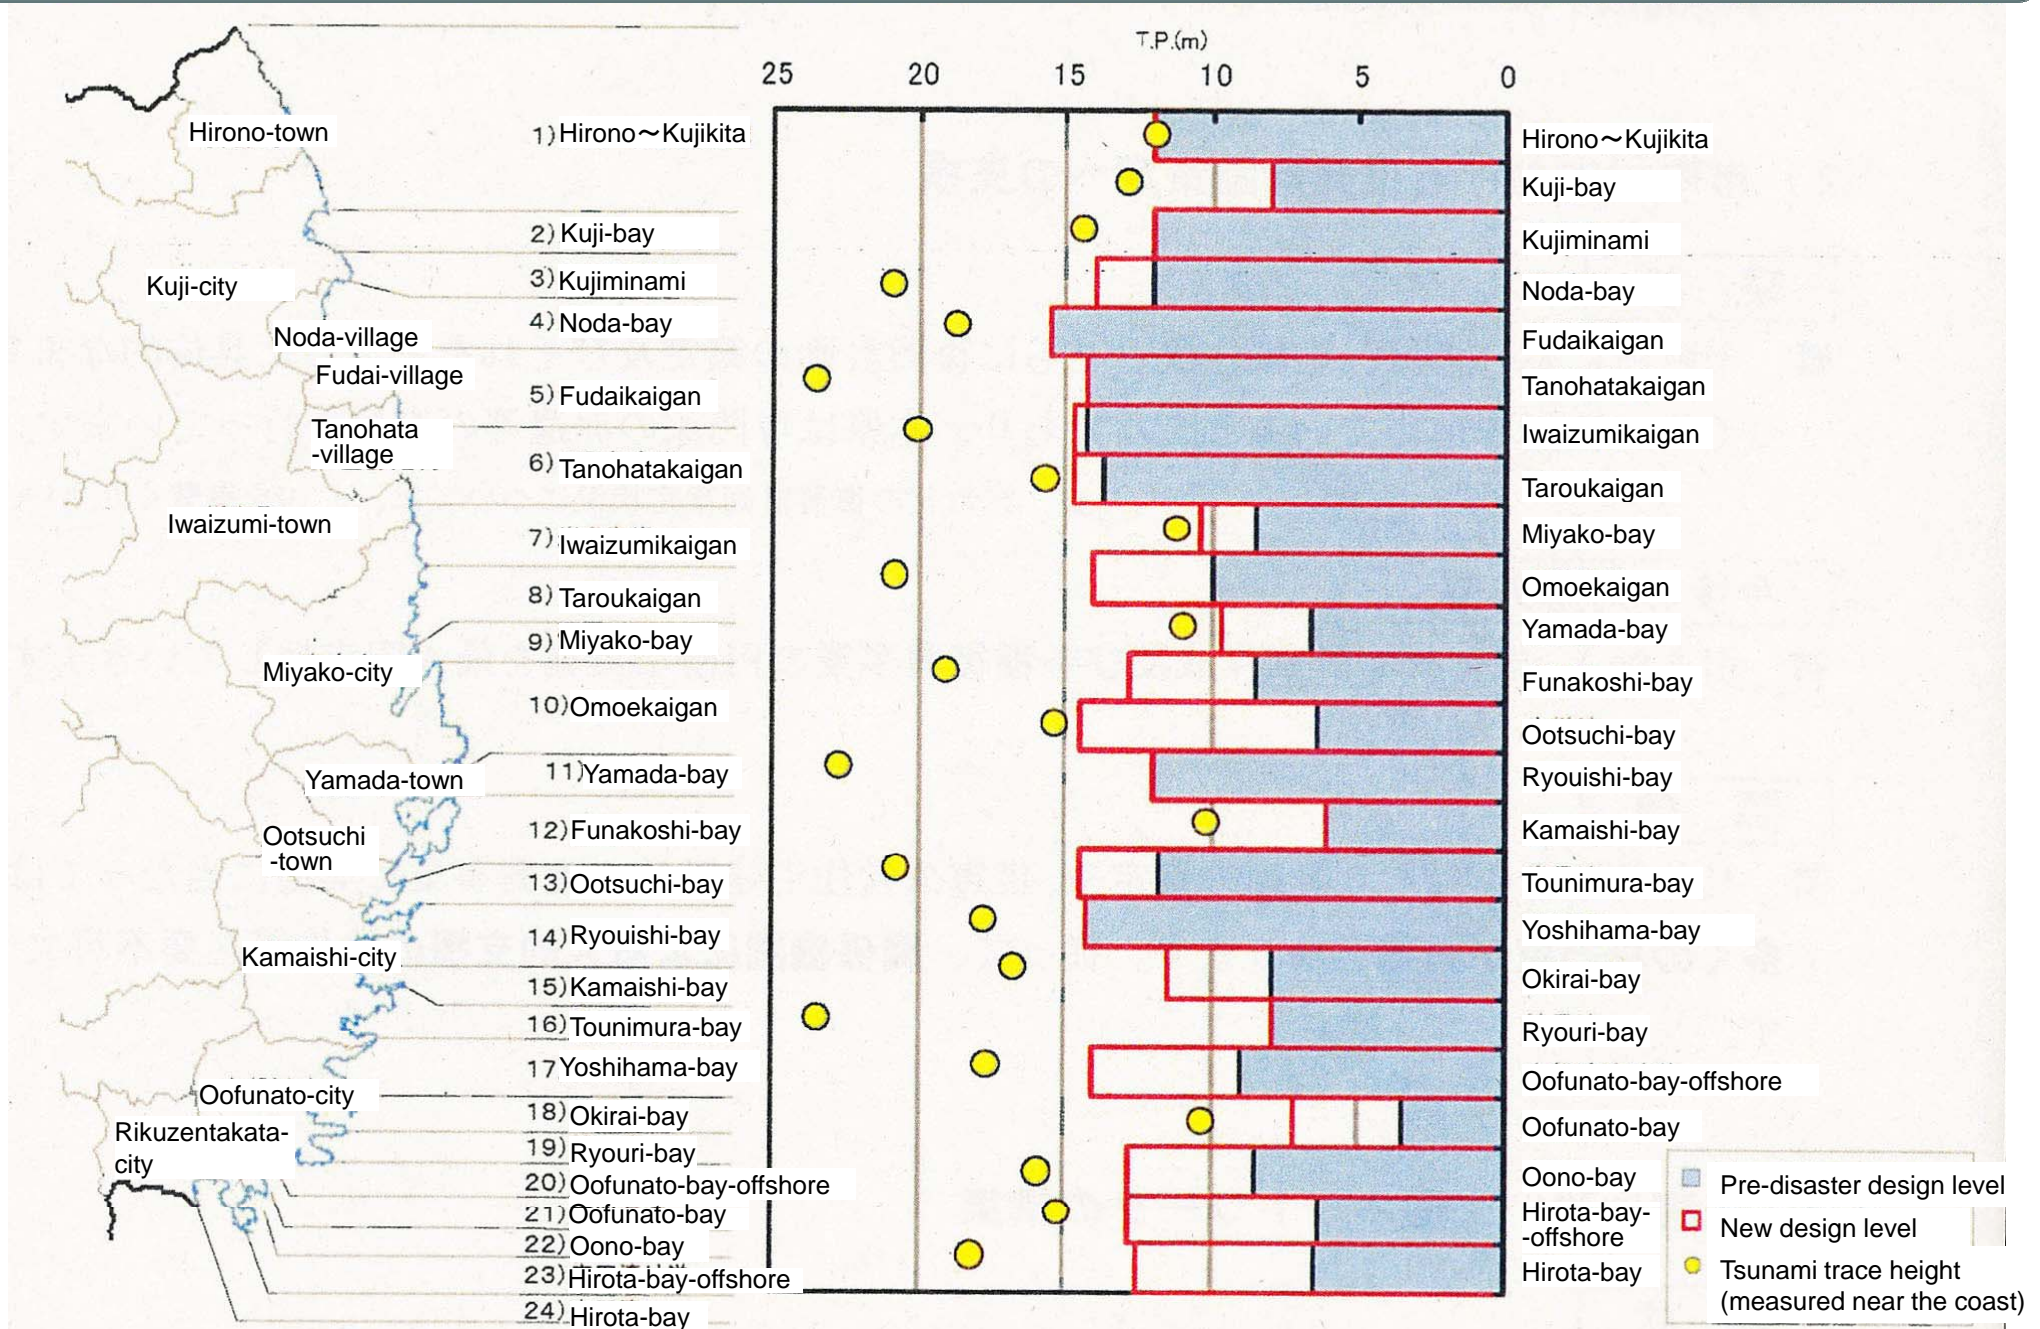 T.P.(m)
25 20 15 10 5 0
Hirono-town
Kuji-city
Noda-village
Fudai-village
Tanohata
-village
Iwaizumi-town
Miyako-city
Yamada-town
Ootsuchi
-town
Kamaishi-city
Oofunato-city
Rikuzentakata-
city
1) Hirono～Kujikita
2) Kuji-bay
3) Kujiminami
4) Noda-bay
5) Fudaikaigan
6) Tanohatakaigan
7) Iwaizumikaigan
8) Taroukaigan
9) Miyako-bay
10) Omoekaigan
11) Yamada-bay
12) Funakoshi-bay
13) Ootsuchi-bay
14) Ryouishi-bay
15) Kamaishi-bay
16) Tounimura-bay
17 Yoshihama-bay
18) Okirai-bay
19) Ryouri-bay
20) Oofunato-bay-offshore
21) Oofunato-bay
22) Oono-bay
23) Hirota-bay-offshore
24) Hirota-bay
Hirono～Kujikita
Kuji-bay
Kujiminami
Noda-bay
Fudaikaigan
Tanohatakaigan
Iwaizumikaigan
Taroukaigan
Miyako-bay
Omoekaigan
Yamada-bay
Funakoshi-bay
Ootsuchi-bay
Ryouishi-bay
Kamaishi-bay
Tounimura-bay
Yoshihama-bay
Okirai-bay
Ryouri-bay
Oofunato-bay-offshore
Oofunato-bay
Oono-bay
Hirota-bay-
-offshore
Hirota-bay
Pre-disaster design level
New design level
Tsunami trace height
(measured near the coast)